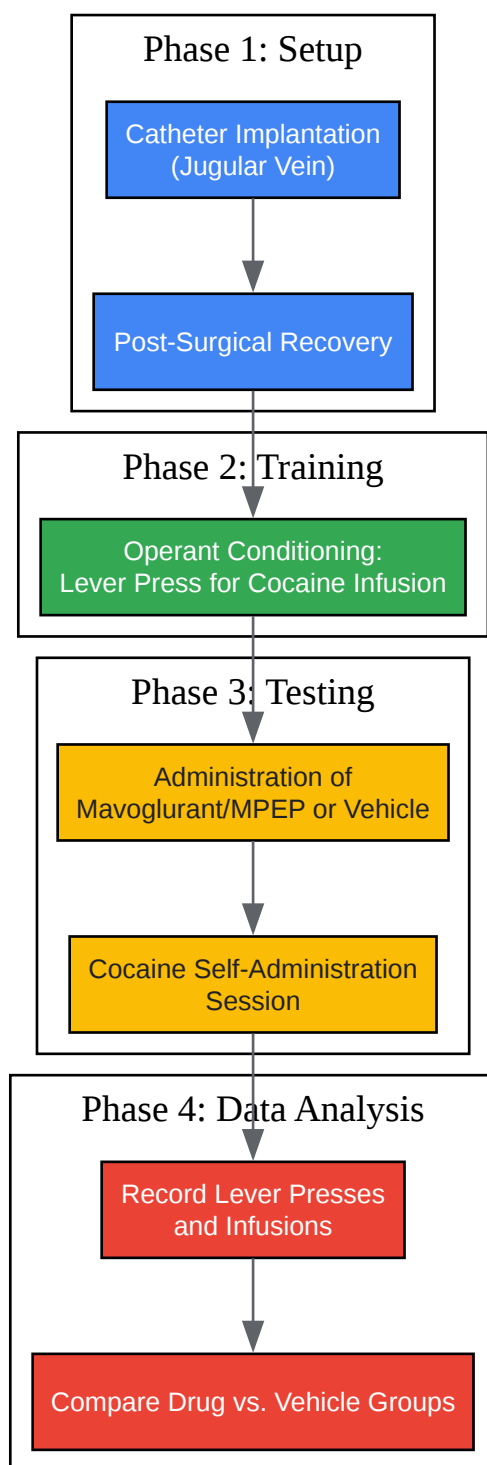 Phase 1: Setup
Catheter Implantation
(Jugular Vein)
Post-Surgical Recovery
Phase 2: Training
Operant Conditioning:
Lever Press for Cocaine Infusion
Phase 3: Testing
Administration of
Mavoglurant/MPEP or Vehicle
Cocaine Self-Administration
Session
Phase 4: Data Analysis
Record Lever Presses
and Infusions
Compare Drug vs. Vehicle Groups